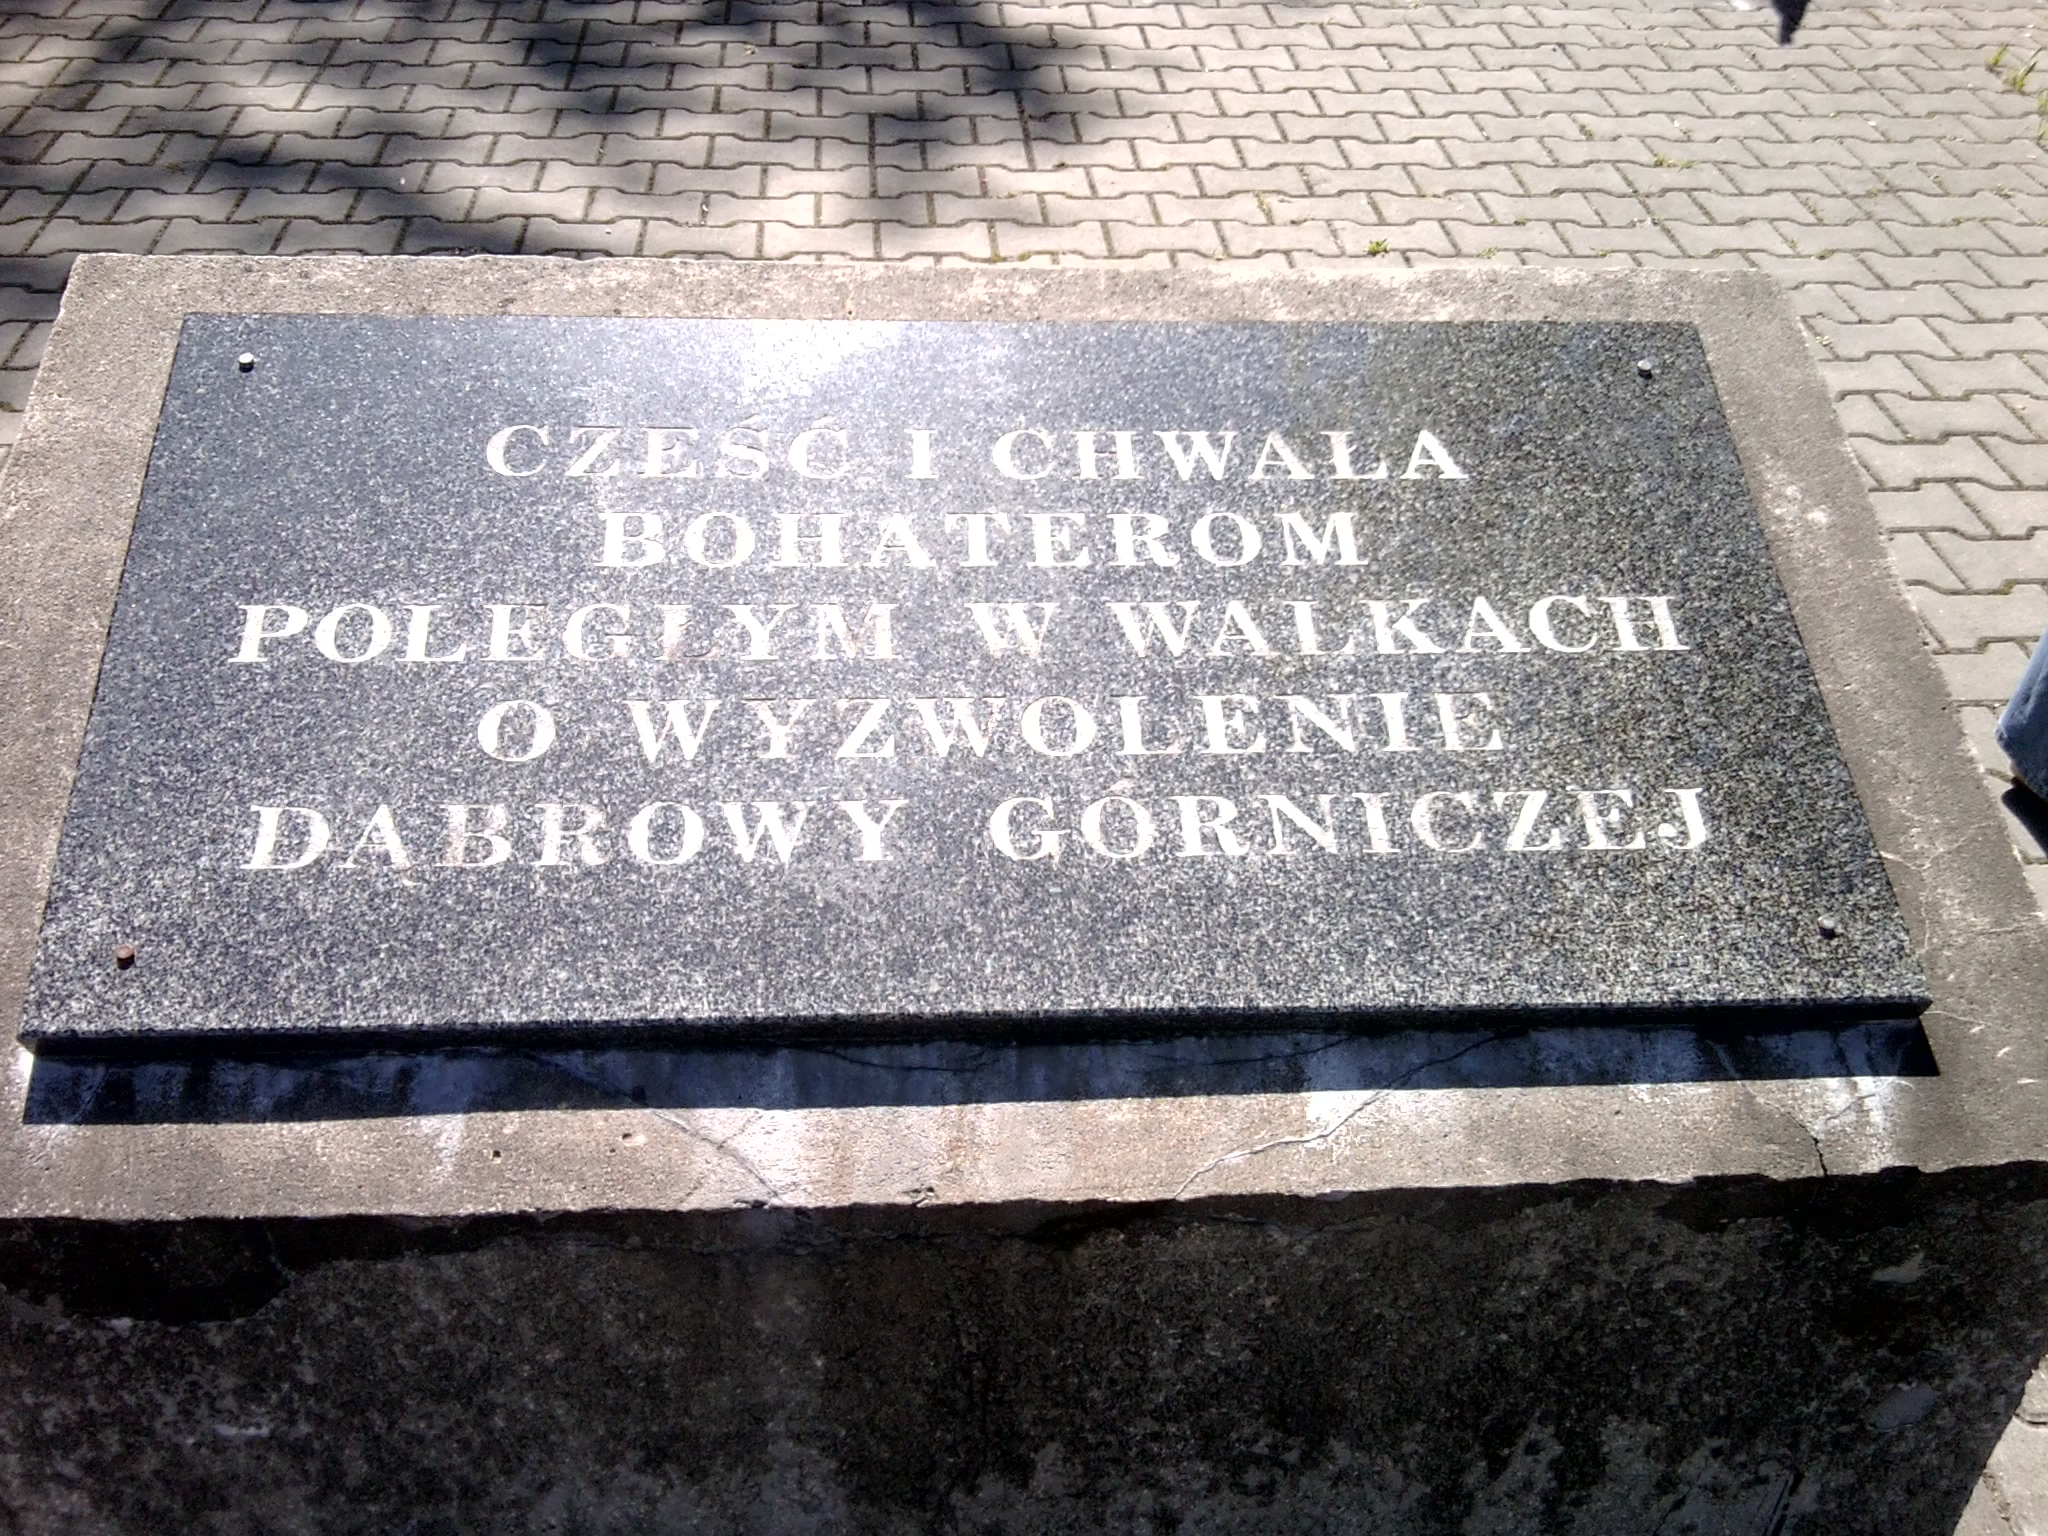 CZEŚĆ I CHWAŁA
BOHATEROM
POLEGŁYM W WALKACH
O WYZWOLENIE
DĄBROWY GÓRNICZEJ